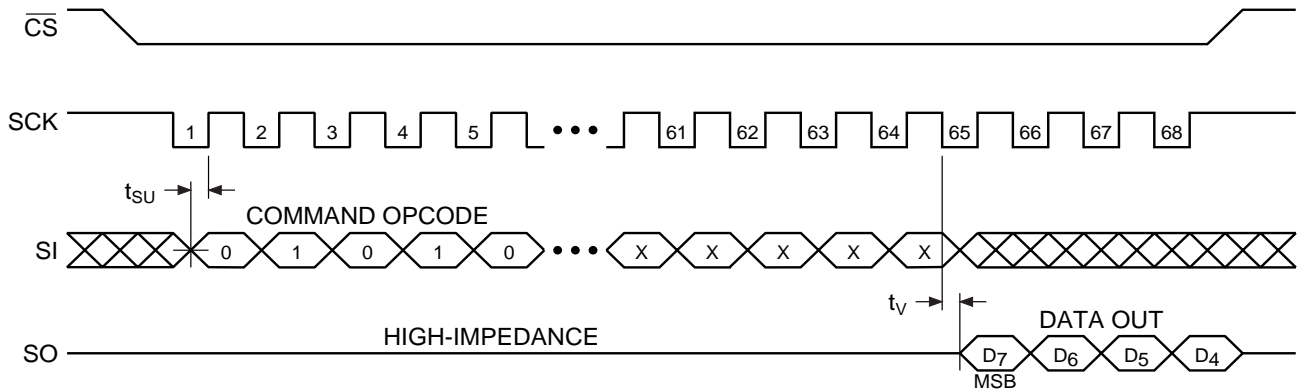 CS
SCK 1 2 3 4 5 ••• 61 62 63 64 65 66 67 68
tSU
COMMAND OPCODE
SI 0 1 0 1 0 ••• X X X X X
tV
HIGH-IMPEDANCE
DATA OUT
SO D7 D6 D5 D4
MSB